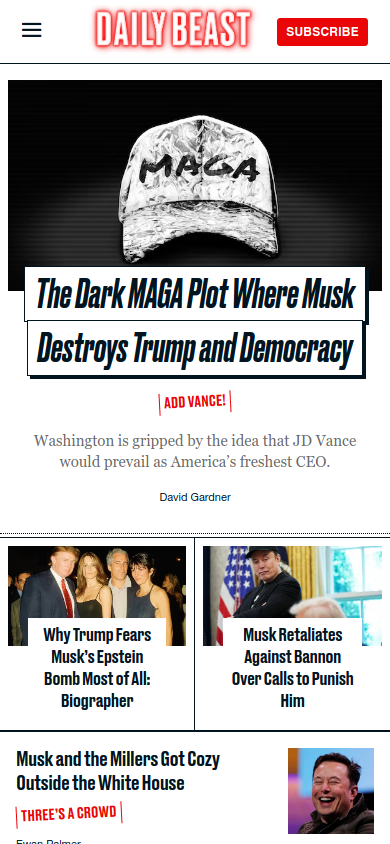 DAILY BEAST
SUBSCRIBE
MAGA
The Dark MAGA Plot Where Musk
Destroys Trump and Democracy
ADD VANCE!
Washington is gripped by the idea that JD Vance
would prevail as America’s freshest CEO.
David Gardner
Why Trump Fears
Musk’s Epstein
Bomb Most of All:
Biographer
Musk Retaliates
Against Bannon
Over Calls to Punish
Him
Musk and the Millers Got Cozy
Outside the White House
THREE’S A CROWD
Ewan Palmer